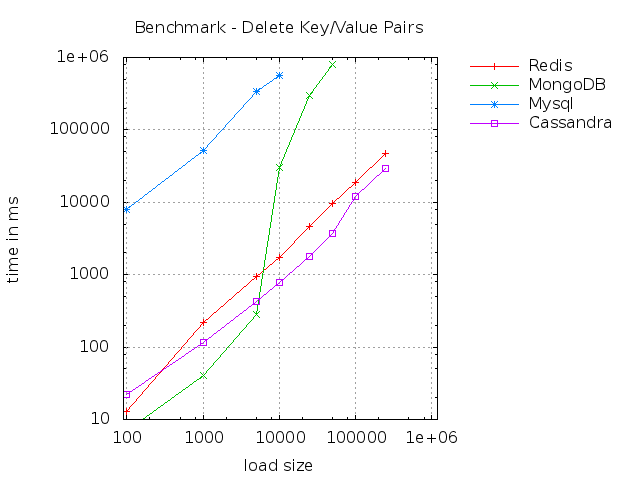 Benchmark - Delete Key/Value Pairs
1e+06
100000
10000
1000
100
10
time in ms
100 1000 10000 100000 1e+06
load size
Redis
MongoDB
Mysql
Cassandra